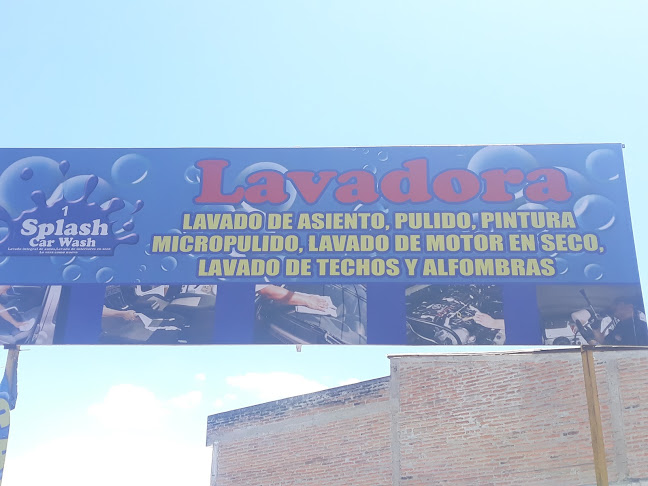 Lavadora
1
Splash
Car Wash
LAVADO DE ASIENTO, PULIDO, PINTURA
MICROPULIDO, LAVADO DE MOTOR EN SECO,
LAVADO DE TECHOS Y ALFOMBRAS